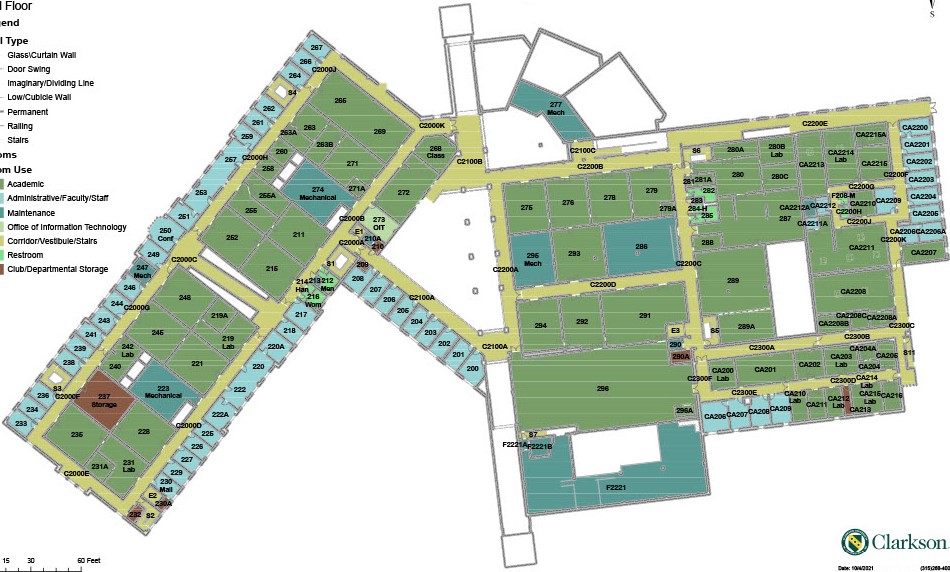 l Floor
end
l Type
Glass\Curtain Wall
Door Swing
Imaginary/Dividing Line
Low/Cubicle Wall
Permanent
Railing
Stairs
oms
om Use
Academic
Administrative/Faculty/Staff
Maintenance
Office of Information Technology
Corridor/Vestibule/Stairs
Restroom
Club/Departmental Storage
S
267
266
264
C2000J
S4
265
262
261
259
263A
263
263B
269
C2000K
268
Class
C2100B
277
Mech
C2100C
C2200B
C2200E
257
C2000H
260
258
271
274
Mechanical
271A
272
253
255A
255
C2000B
273
OIT
251
250
Conf
252
211
E1
C2000A
210A
210
249
C2000C
215
S1
209
247
Mech
246
248
214
Han
213
212
Men
216
Wom
208
207
206
C2100A
244
C2000G
219A
217
205
204
243
245
218
203
241
242
Lab
219
Lab
220A
202
239
201
238
240
221
220
200
C2100A
S3
C2000F
237
Storage
223
Mechanical
222
236
234
222A
233
235
228
C2000D
225
226
227
231A
231
Lab
229
C2000E
230
Mail
E2
230A
232
S2
275
276
278
279
279A
295
Mech
293
286
C2200A
C2200C
C2200D
294
292
291
E3
290
290A
S5
296
296A
S7
F2221A
F2221B
F2221
S6
280A
280B
Lab
280
280C
281
281A
282
283
284-H
285
287
288
289
289A
CA2213
CA2214
Lab
CA2215A
CA2215
CA2200
CA2201
CA2202
C2200F
CA2203
C2200G
F208-M
CA2210
CA2209
CA2204
CA2212A
CA2212
C2200H
CA2205
CA2211A
C2200J
CA2206
CA2206A
C2200K
CA2211
CA2207
CA2208
CA2208C
CA2208A
CA2208B
C2300C
C2300B
C2300A
S11
CA200
Lab
CA201
CA202
CA203
Lab
CA204A
CA204
CA205
C2300F
C2300D
C2300E
CA214
Lab
CA206
CA207
CA208
CA209
CA210
Lab
CA211
CA212
Lab
CA213
CA215
Lab
CA216
15 30 60 Feet
Clarkson
Date: 10/4/2021
(315)268-40